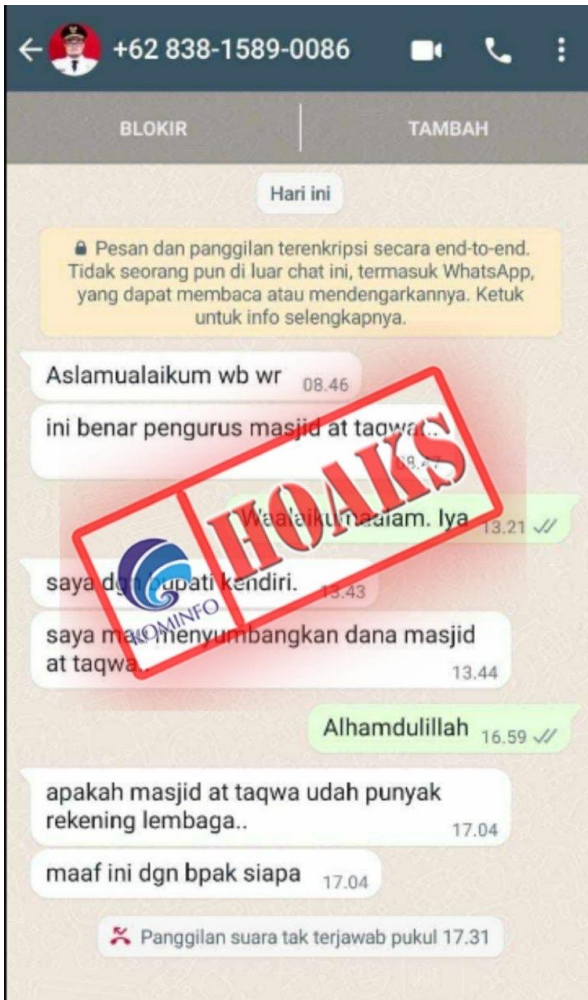 +62 838-1589-0086
BLOKIR
TAMBAH
Hari ini
Pesan dan panggilan terenkripsi secara end-to-end.
Tidak seorang pun di luar chat ini, termasuk WhatsApp,
yang dapat membaca atau mendengarkannya. Ketuk
untuk info selengkapnya.
Aslamualaikum wb wr 08.46
ini benar pengurus masjid at taqwa..
08.47
HOAKS
KOMINFO
Iya 13.21
saya dgn bupati kendiri. 13.43
saya menyumbangkan dana masjid
at taqwa..
13.44
Alhamdulillah 16.59
apakah masjid at taqwa udah punyak
rekening lembaga.. 17.04
maaf ini dgn bpak siapa 17.04
Panggilan suara tak terjawab pukul 17.31